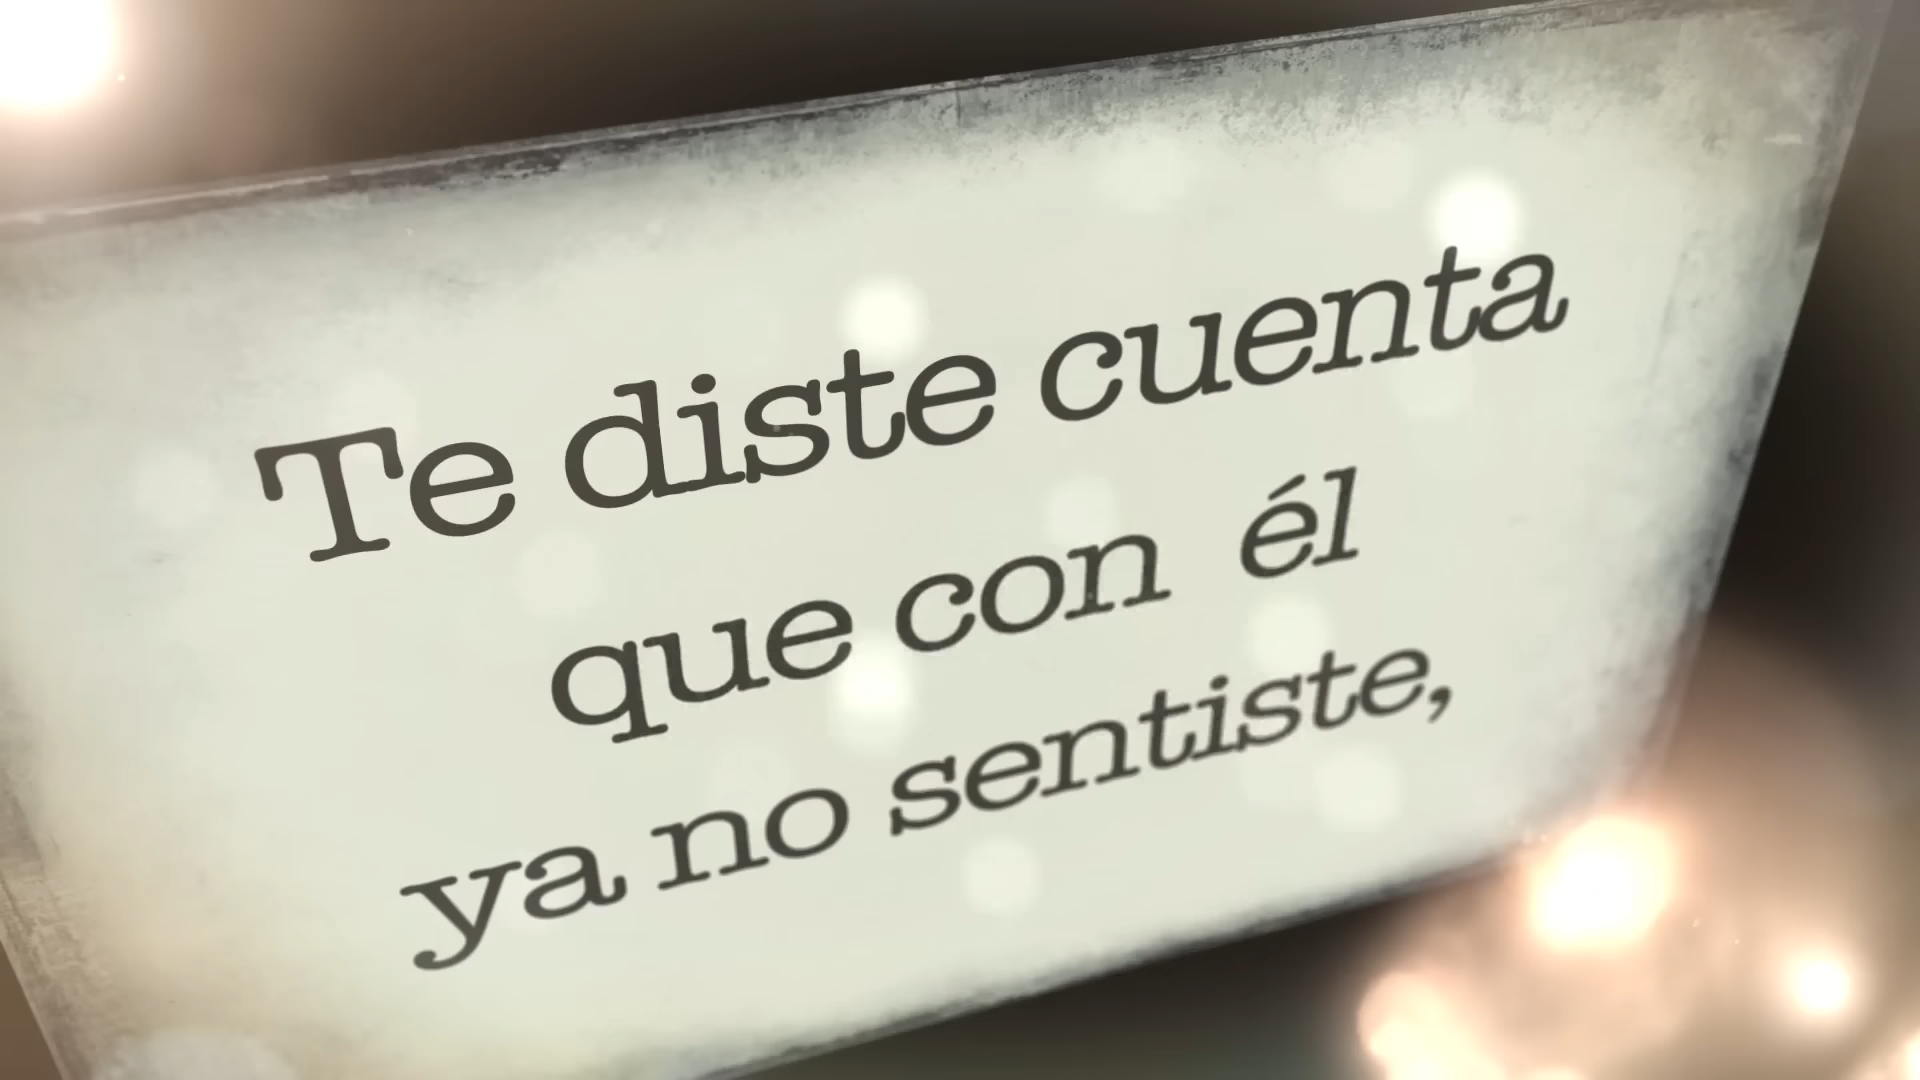 Te diste cuenta
que con él
ya no sentiste,